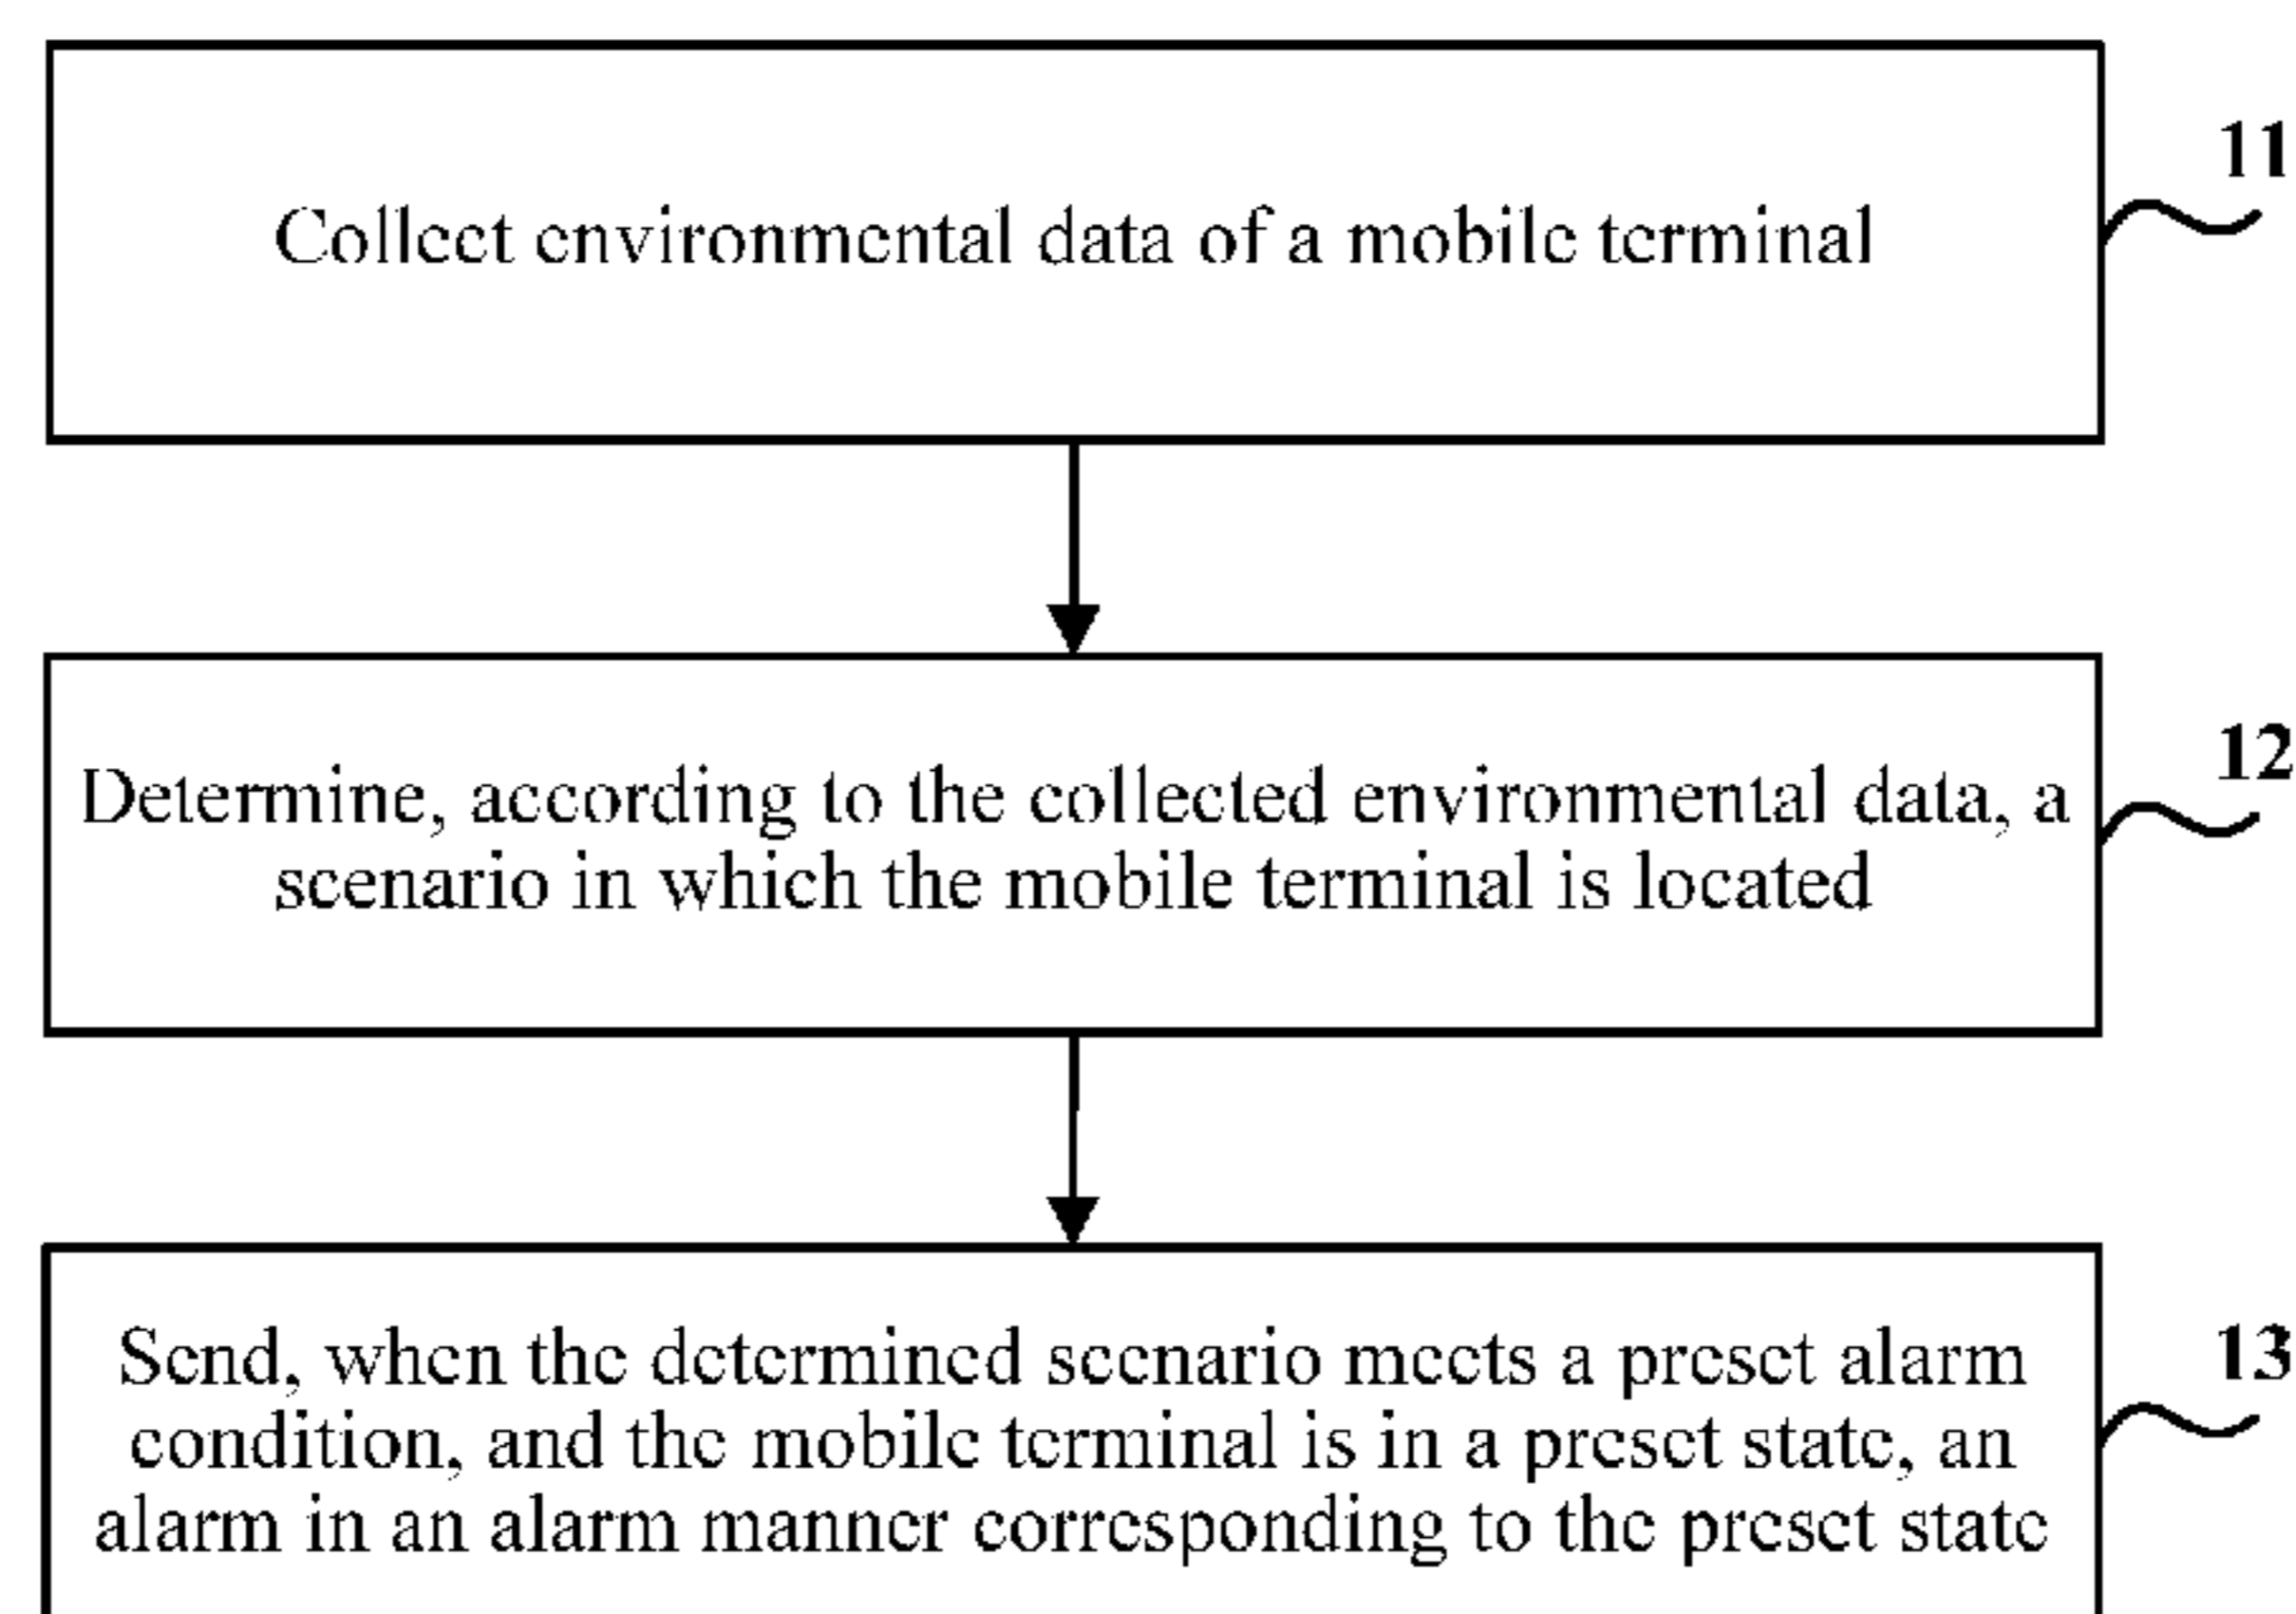 11
Collect environmental data of a mobile terminal
12
Determine, according to the collected environmental data, a
scenario in which the mobile terminal is located
13
Send, when the determined scenario meets a preset alarm
condition, and the mobile terminal is in a preset state, an
alarm in an alarm manner corresponding to the preset state